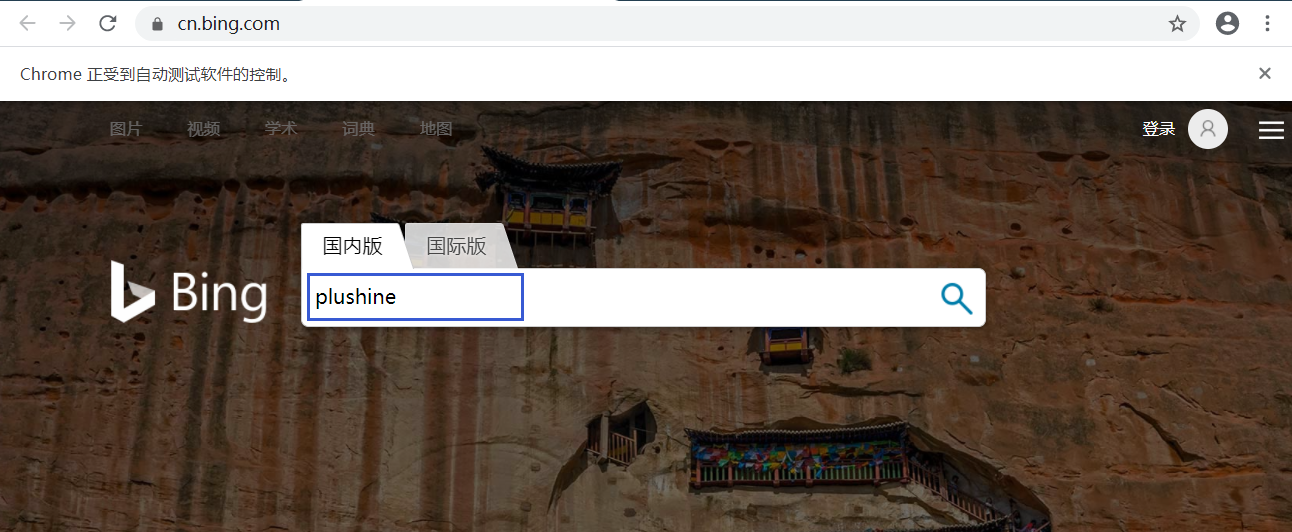 cn.bing.com
Chrome 正受到自动测试软件的控制。
图片 视频 学术 词典 地图 登录
国内版 国际版
Bing
plushine